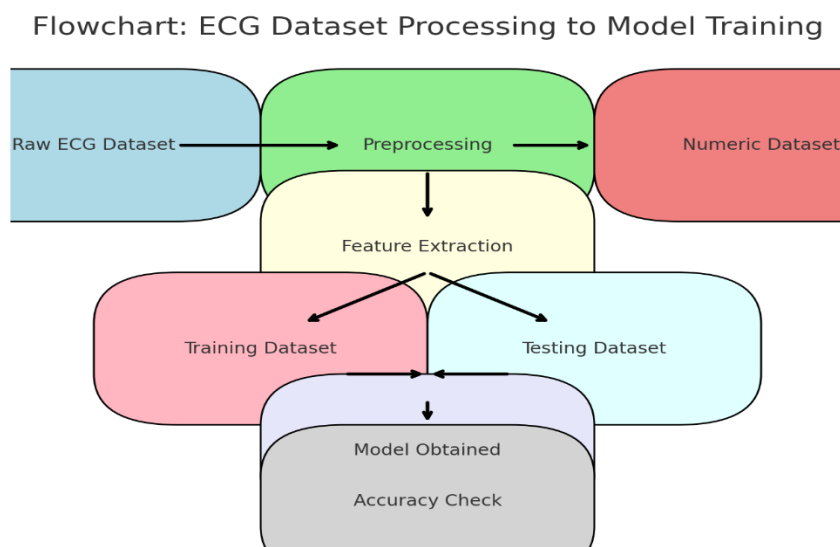 Flowchart: ECG Dataset Processing to Model Training
Raw ECG Dataset
Preprocessing
Numeric Dataset
Feature Extraction
Training Dataset
Testing Dataset
Model Obtained
Accuracy Check